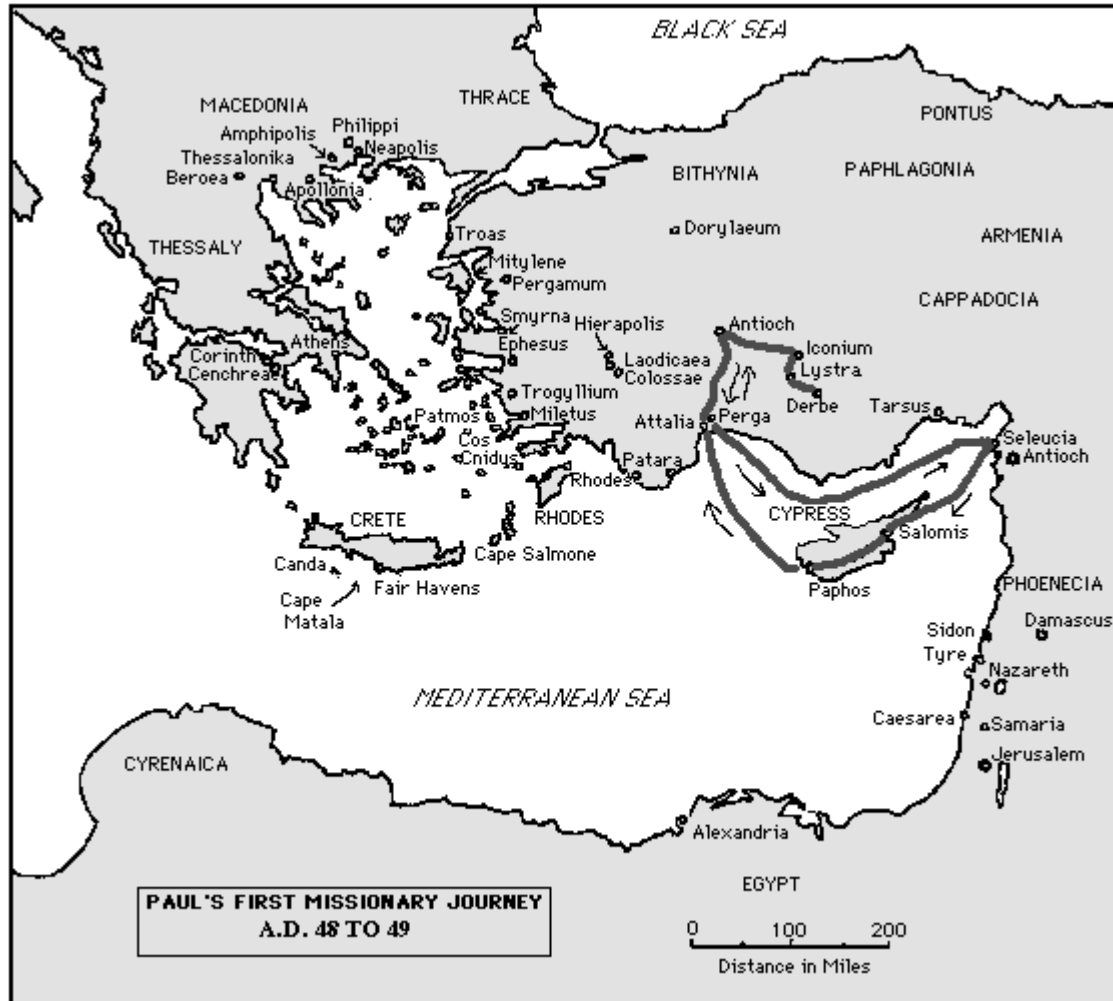 BLACK SEA
THRACE
MACEDONIA
PONTUS
Philippi
Amphipolis
Neapolis
Thessalonika
Beroea
Apollonia
BITHYNIA
PAPHLAGONIA
Dorylaeum
ARMENIA
Troas
THESSALY
Mitylene
Pergamum
CAPPADOCIA
Smyrna
Hierapolis
Antioch
Athens
Ephesus
Iconium
Corinth
Laodicaea
Lystra
Cenchreae
Colossae
Trogyllium
Derbe
Tarsus
Patmos
Miletus
Attalia
Perga
Cos
Seleucia
Cnidus
Patara
Antioch
Rhodes
CYPRESS
CRETE
RHODES
Salomis
Cape Salmone
Canda
Fair Havens
Paphos
PHOENECIA
Cape
Matala
Sidon
Damascus
Tyre
Nazareth
MEDITERRANEAN SEA
Caesarea
Samaria
Jerusalem
CYRENAICA
Alexandria
EGYPT
PAUL'S FIRST MISSIONARY JOURNEY
A.D. 48 TO 49
0 100 200
Distance in Miles